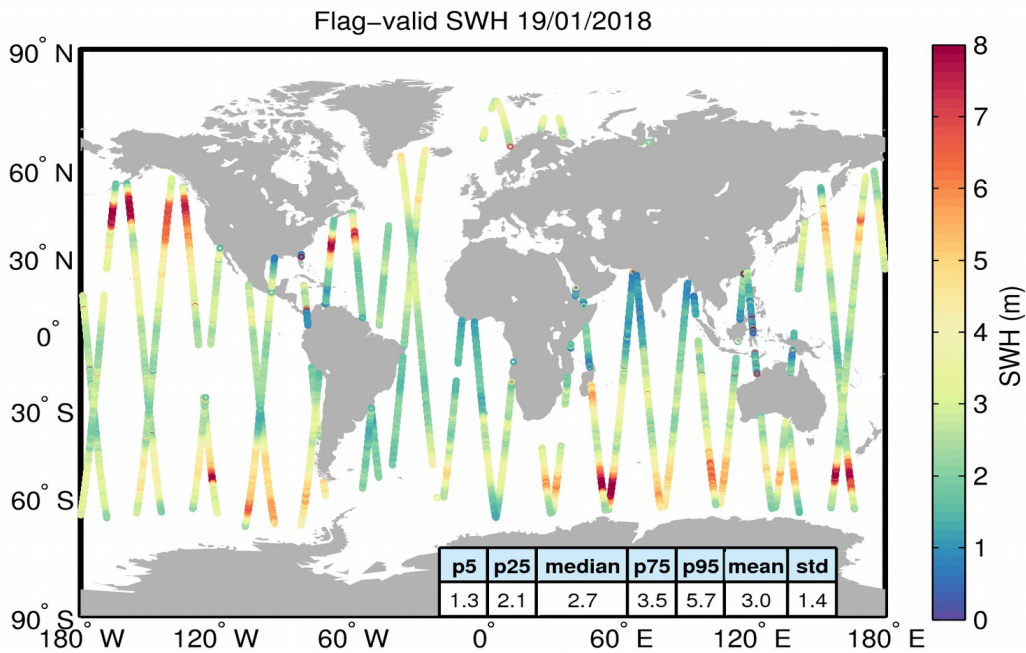 Flag−valid SWH 19/01/2018
90° N
60° N
30° N
0°
30° S
60° S
90° S
180° W
120° W
60° W
0°
60° E
120° E
180° E
8
7
6
5
4
3
2
1
0
SWH (m)
p5 p25 median p75 p95 mean std
1.3 2.1 2.7 3.5 5.7 3.0 1.4